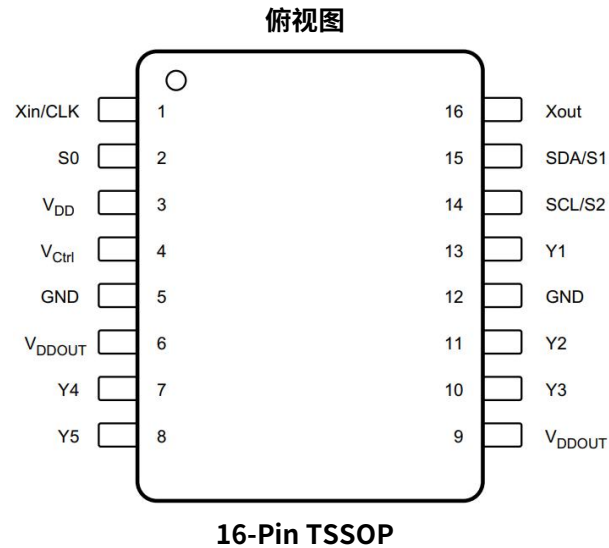 俯视图
Xin/CLK 1 16 Xout
S0 2 15 SDA/S1
VDD 3 14 SCL/S2
VCtrl 4 13 Y1
GND 5 12 GND
VDDOUT 6 11 Y2
Y4 7 10 Y3
Y5 8 9 VDDOUT
16-Pin TSSOP